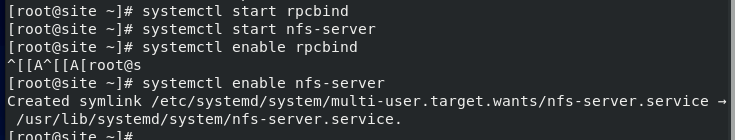 [root@site ~]# systemctl start rpcbind
[root@site ~]# systemctl start nfs-server
[root@site ~]# systemctl enable rpcbind
^[[A^[[A[root@s
[root@site ~]# systemctl enable nfs-server
Created symlink /etc/systemd/system/multi-user.target.wants/nfs-server.service →
/usr/lib/systemd/system/nfs-server.service.
[root@site ~]#